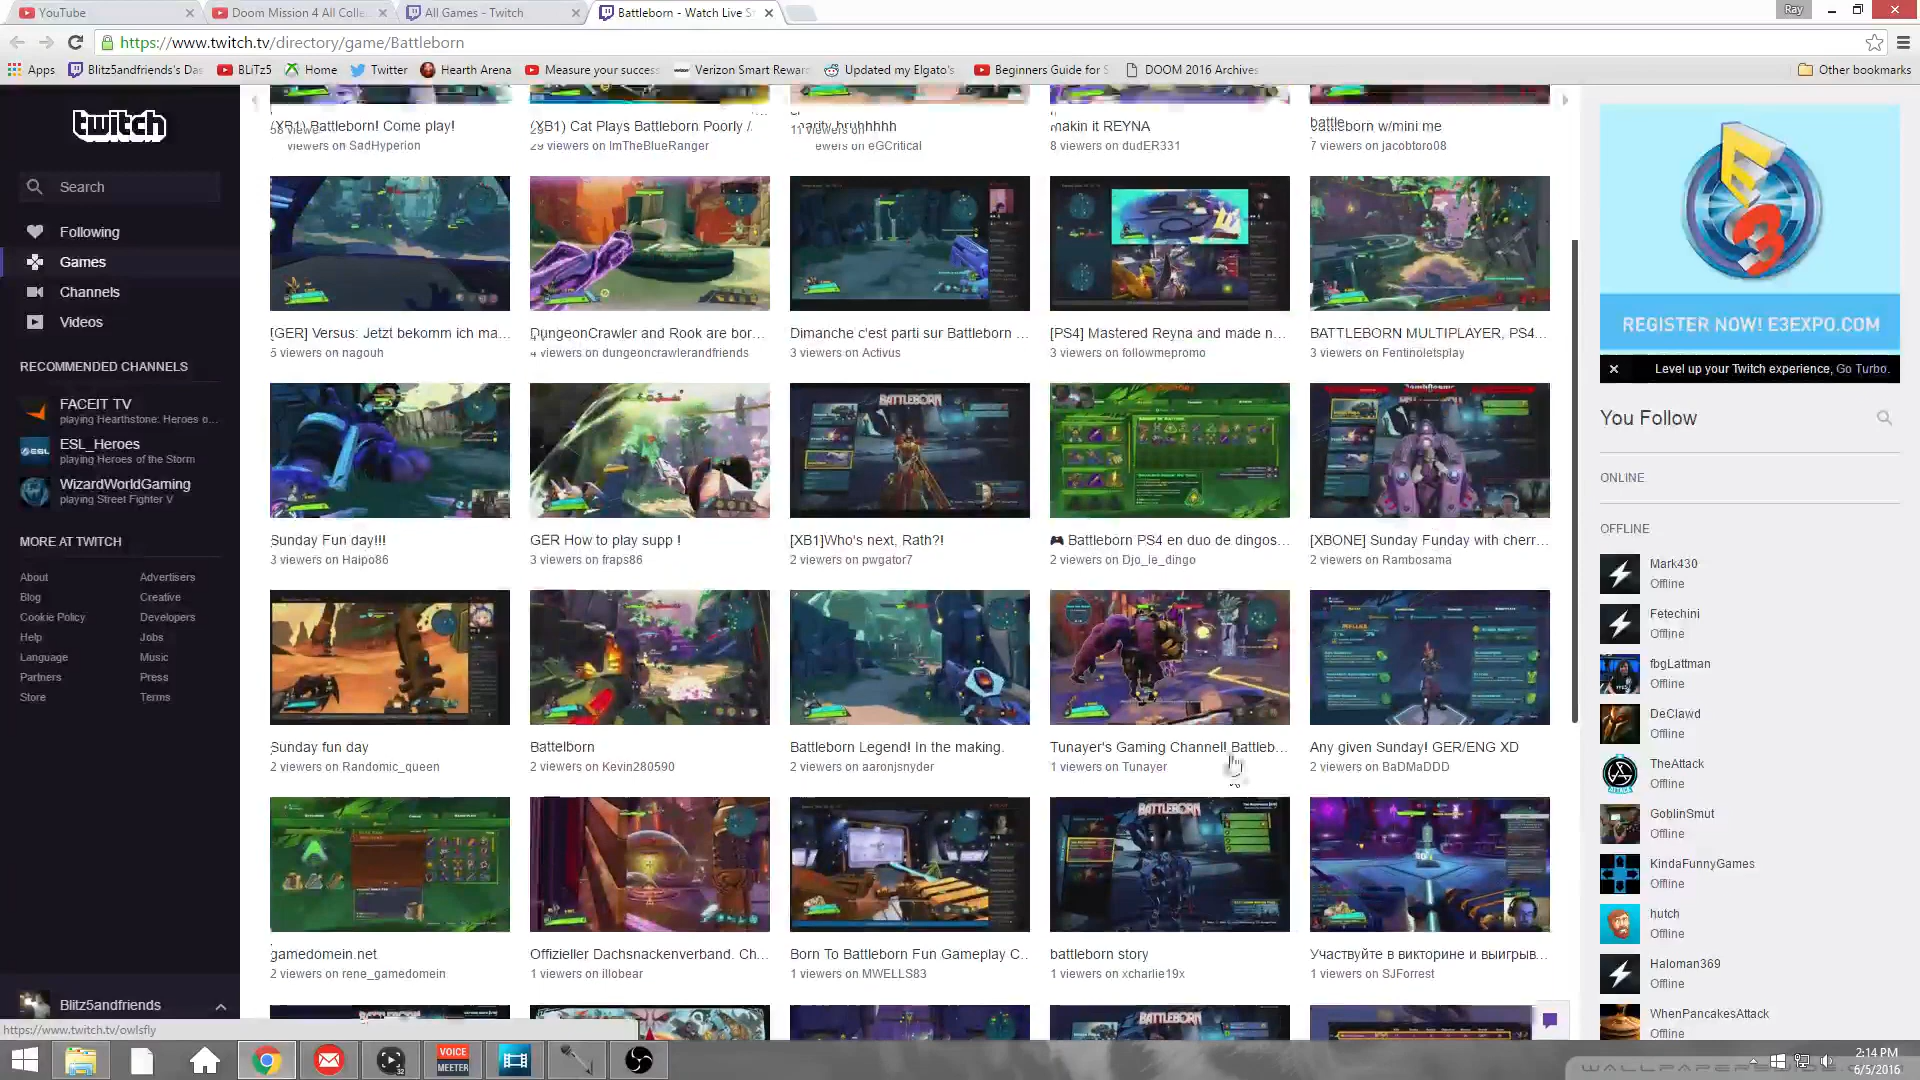 YouTube
Doom Mission 4 All Colle
All Games - Twitch
Battleborn - Watch Live S
Ray
https://www.twitch.tv/directory/game/Battleborn
Apps
Blitz5andfriends's Da
BLiTz5
Home
Twitter
Hearth Arena
Measure your succes
Verizon Smart Rewar
Updated my Elgato's
Beginners Guide for S
DOOM 2016 Archives
Other bookmarks
twitch
Search
Following
Games
Channels
Videos
RECOMMENDED CHANNELS
FACEIT TV
playing Hearthstone: Heroes o...
ESL_Heroes
playing Heroes of the Storm
WizardWorldGaming
playing Street Fighter V
MORE AT TWITCH
About
Advertisers
Blog
Creative
Cookie Policy
Developers
Help
Jobs
Language
Music
Partners
Press
Store
Terms
Blitz5andfriends
https://www.twitch.tv/owlsfly
(XB1) Battleborn! Come play!
viewers on SadHyperion
(XB1) Cat Plays Battleborn Poorly /...
29 viewers on ImTheBlueRanger
viewers on eGCritical
makin it REYNA
8 viewers on dudER331
battleborn w/mini me
7 viewers on jacobtoro08
[GER] Versus: Jetzt bekomm ich ma...
5 viewers on nagouh
DungeonCrawler and Rook are bor...
4 viewers on dungeoncrawlerandfriends
Dimanche c'est parti sur Battleborn ...
3 viewers on Activus
[PS4] Mastered Reyna and made n...
3 viewers on followmepromo
BATTLEBORN MULTIPLAYER, PS4...
3 viewers on Fentinoletsplay
Sunday Fun day!!!
3 viewers on Haipo86
GER How to play supp !
3 viewers on fraps86
BATTLEBORN
[XB1]Who's next, Rath?!
2 viewers on pwgator7
Battleborn PS4 en duo de dingos...
2 viewers on Djo_le_dingo
[XBONE] Sunday Funday with cherr...
2 viewers on Rambosama
Sunday fun day
2 viewers on Randomic_queen
Battelborn
2 viewers on Kevin280590
Battleborn Legend! In the making.
2 viewers on aaronjsnyder
Tunayer's Gaming Channel! Battleb...
1 viewers on Tunayer
Any given Sunday! GER/ENG XD
2 viewers on BaDMaDDD
gamedomein.net
2 viewers on rene_gamedomein
Offizieller Dachsnackenverband. Ch...
1 viewers on illobear
Born To Battleborn Fun Gameplay C...
1 viewers on MWELLS83
BATTLEBORN
battleborn story
1 viewers on xcharlie19x
Участвуйте в викторине и выигрыв...
1 viewers on SJForrest
BATTLEBORN
BATTLEBORN
E3
REGISTER NOW! E3EXPO.COM
Level up your Twitch experience, Go Turbo.
You Follow
ONLINE
OFFLINE
Mark430
Offline
Fetechini
Offline
fbgLattman
Offline
DeClawd
Offline
TheAttack
Offline
GoblinSmut
Offline
KindaFunnyGames
Offline
hutch
Offline
Haloman369
Offline
WhenPancakesAttack
Offline
VOICE
MEETER
32
2:14 PM
6/5/2016